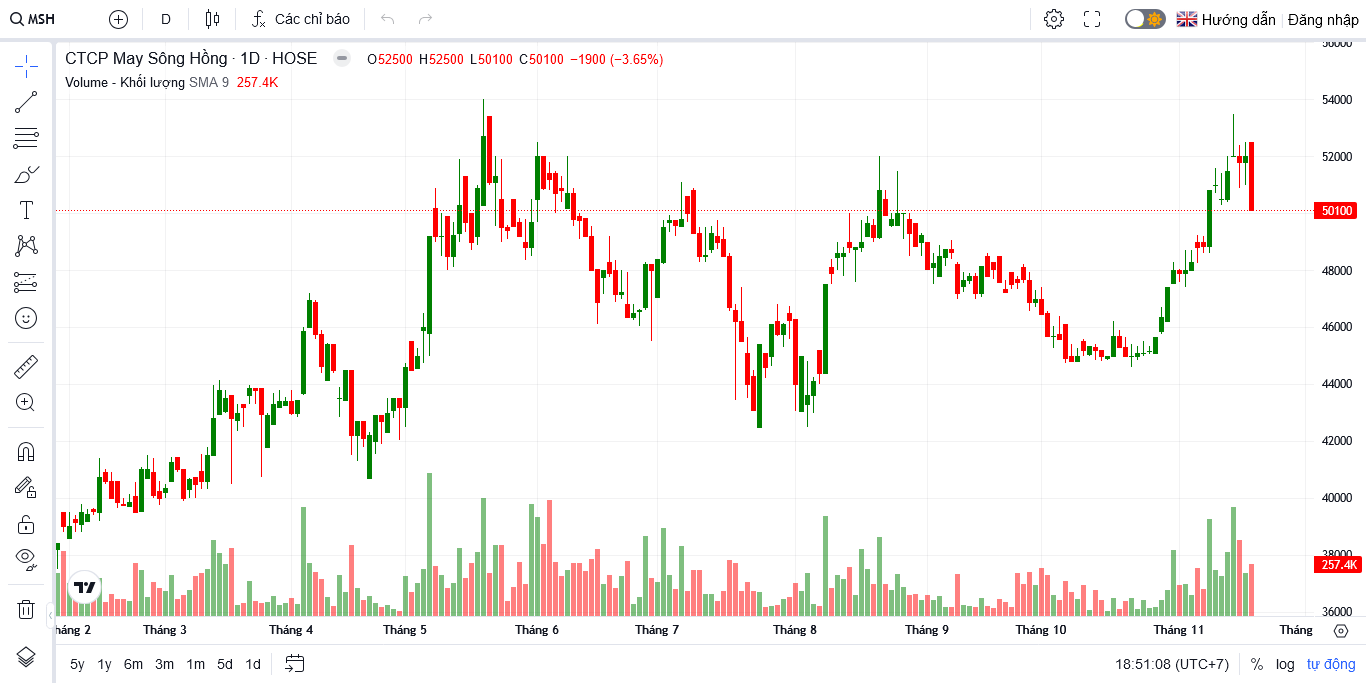 MSH D Các chỉ báo Hướng dẫn Đăng nhập
CTCP May Sông Hồng · 1D · HOSE O52500 H52500 L50100 C50100 −1900 (−3.65%)
Volume - Khối lượng SMA 9 257.4K
56000
54000
52000
50100
48000
46000
44000
42000
40000
38000
257.4K
36000
háng 2 Tháng 3 Tháng 4 Tháng 5 Tháng 6 Tháng 7 Tháng 8 Tháng 9 Tháng 10 Tháng 11 Tháng
5y 1y 6m 3m 1m 5d 1d 18:51:08 (UTC+7) % log tự động